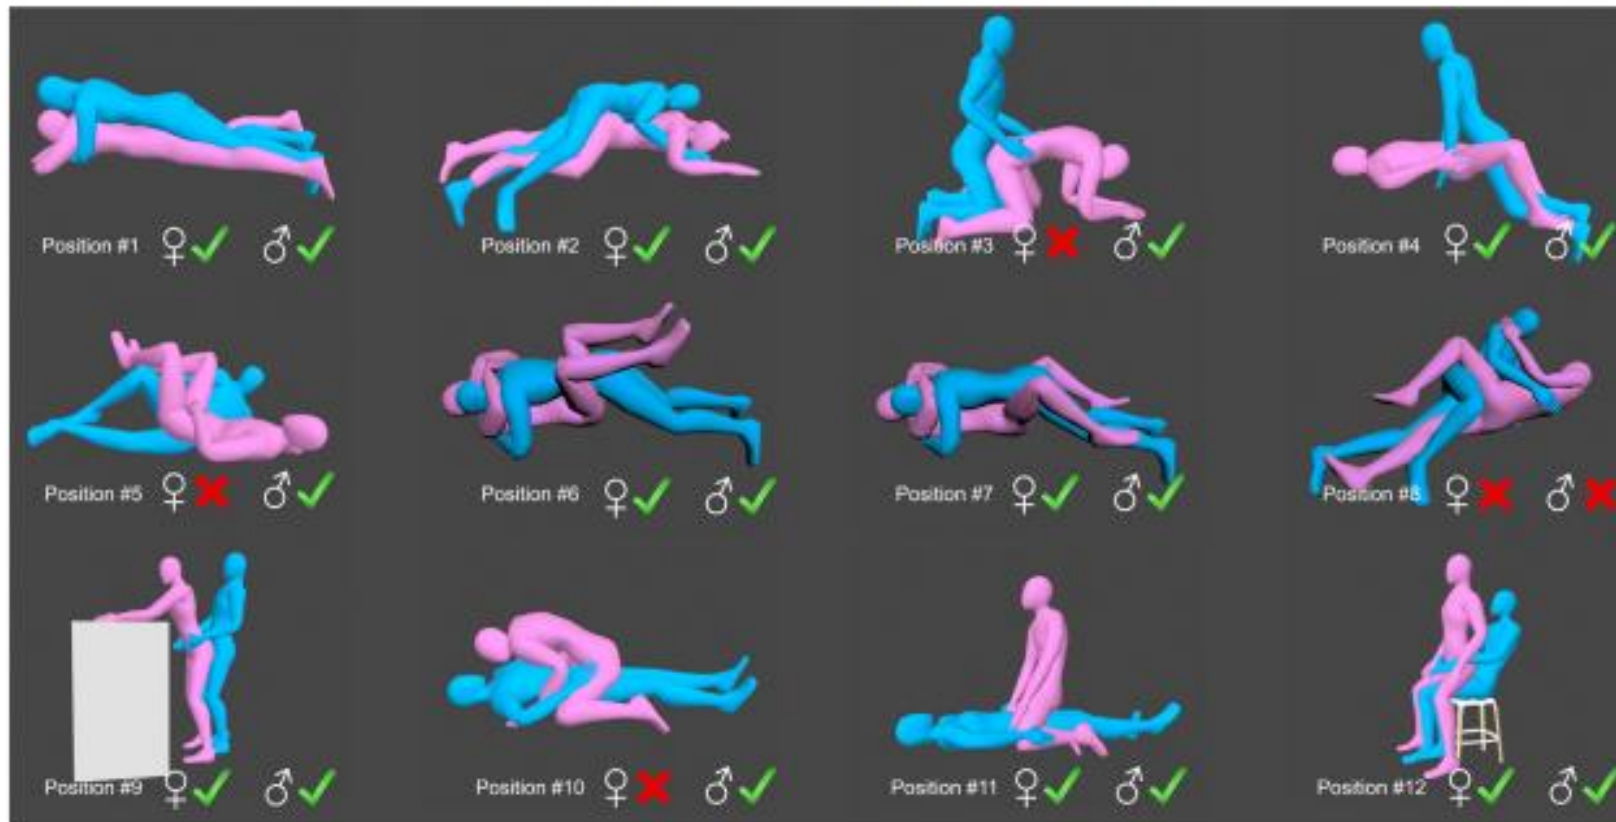 Position #1 ♀ ✓ ♂ ✓
Position #2 ♀ ✓ ♂ ✓
Position #3 ♀ ✗ ♂ ✓
Position #4 ♀ ✓ ♂ ✓
Position #5 ♀ ✗ ♂ ✓
Position #6 ♀ ✓ ♂ ✓
Position #7 ♀ ✓ ♂ ✓
Position #8 ♀ ✗ ♂ ✗
Position #9 ♀ ✓ ♂ ✓
Position #10 ♀ ✗ ♂ ✓
Position #11 ♀ ✓ ♂ ✓
Position #12 ♀ ✓ ♂ ✓